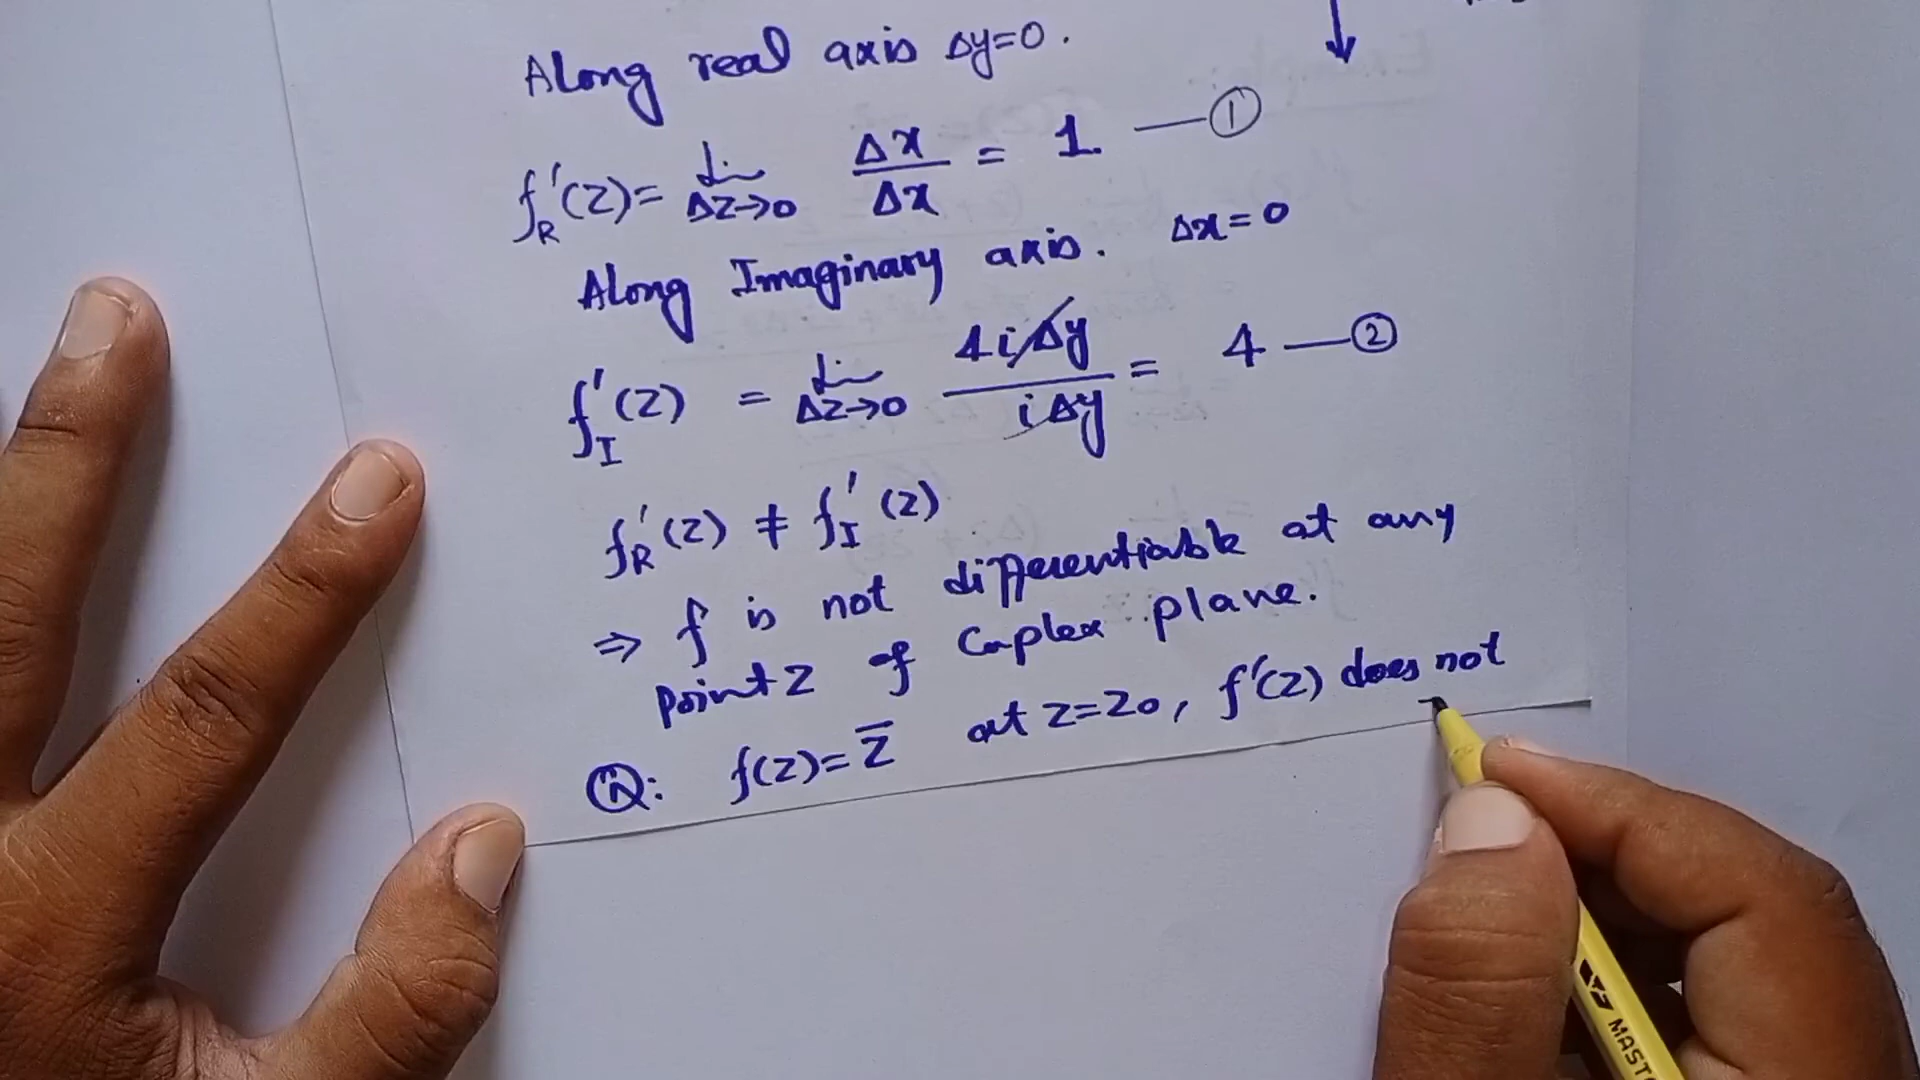 Along real axis Δy=0.
f'R(z)= Lim Δz→0 Δx/Δx = 1. —①
Along Imaginary axis. Δx=0
f'I(z) = Lim Δz→0 4iΔy/iΔy = 4 —②
f'R(z) ≠ f'I(z)
⇒ f is not differentiable at any
point z of Complex plane.
Q: f(z)=z̅ at z=z0, f'(z) does not